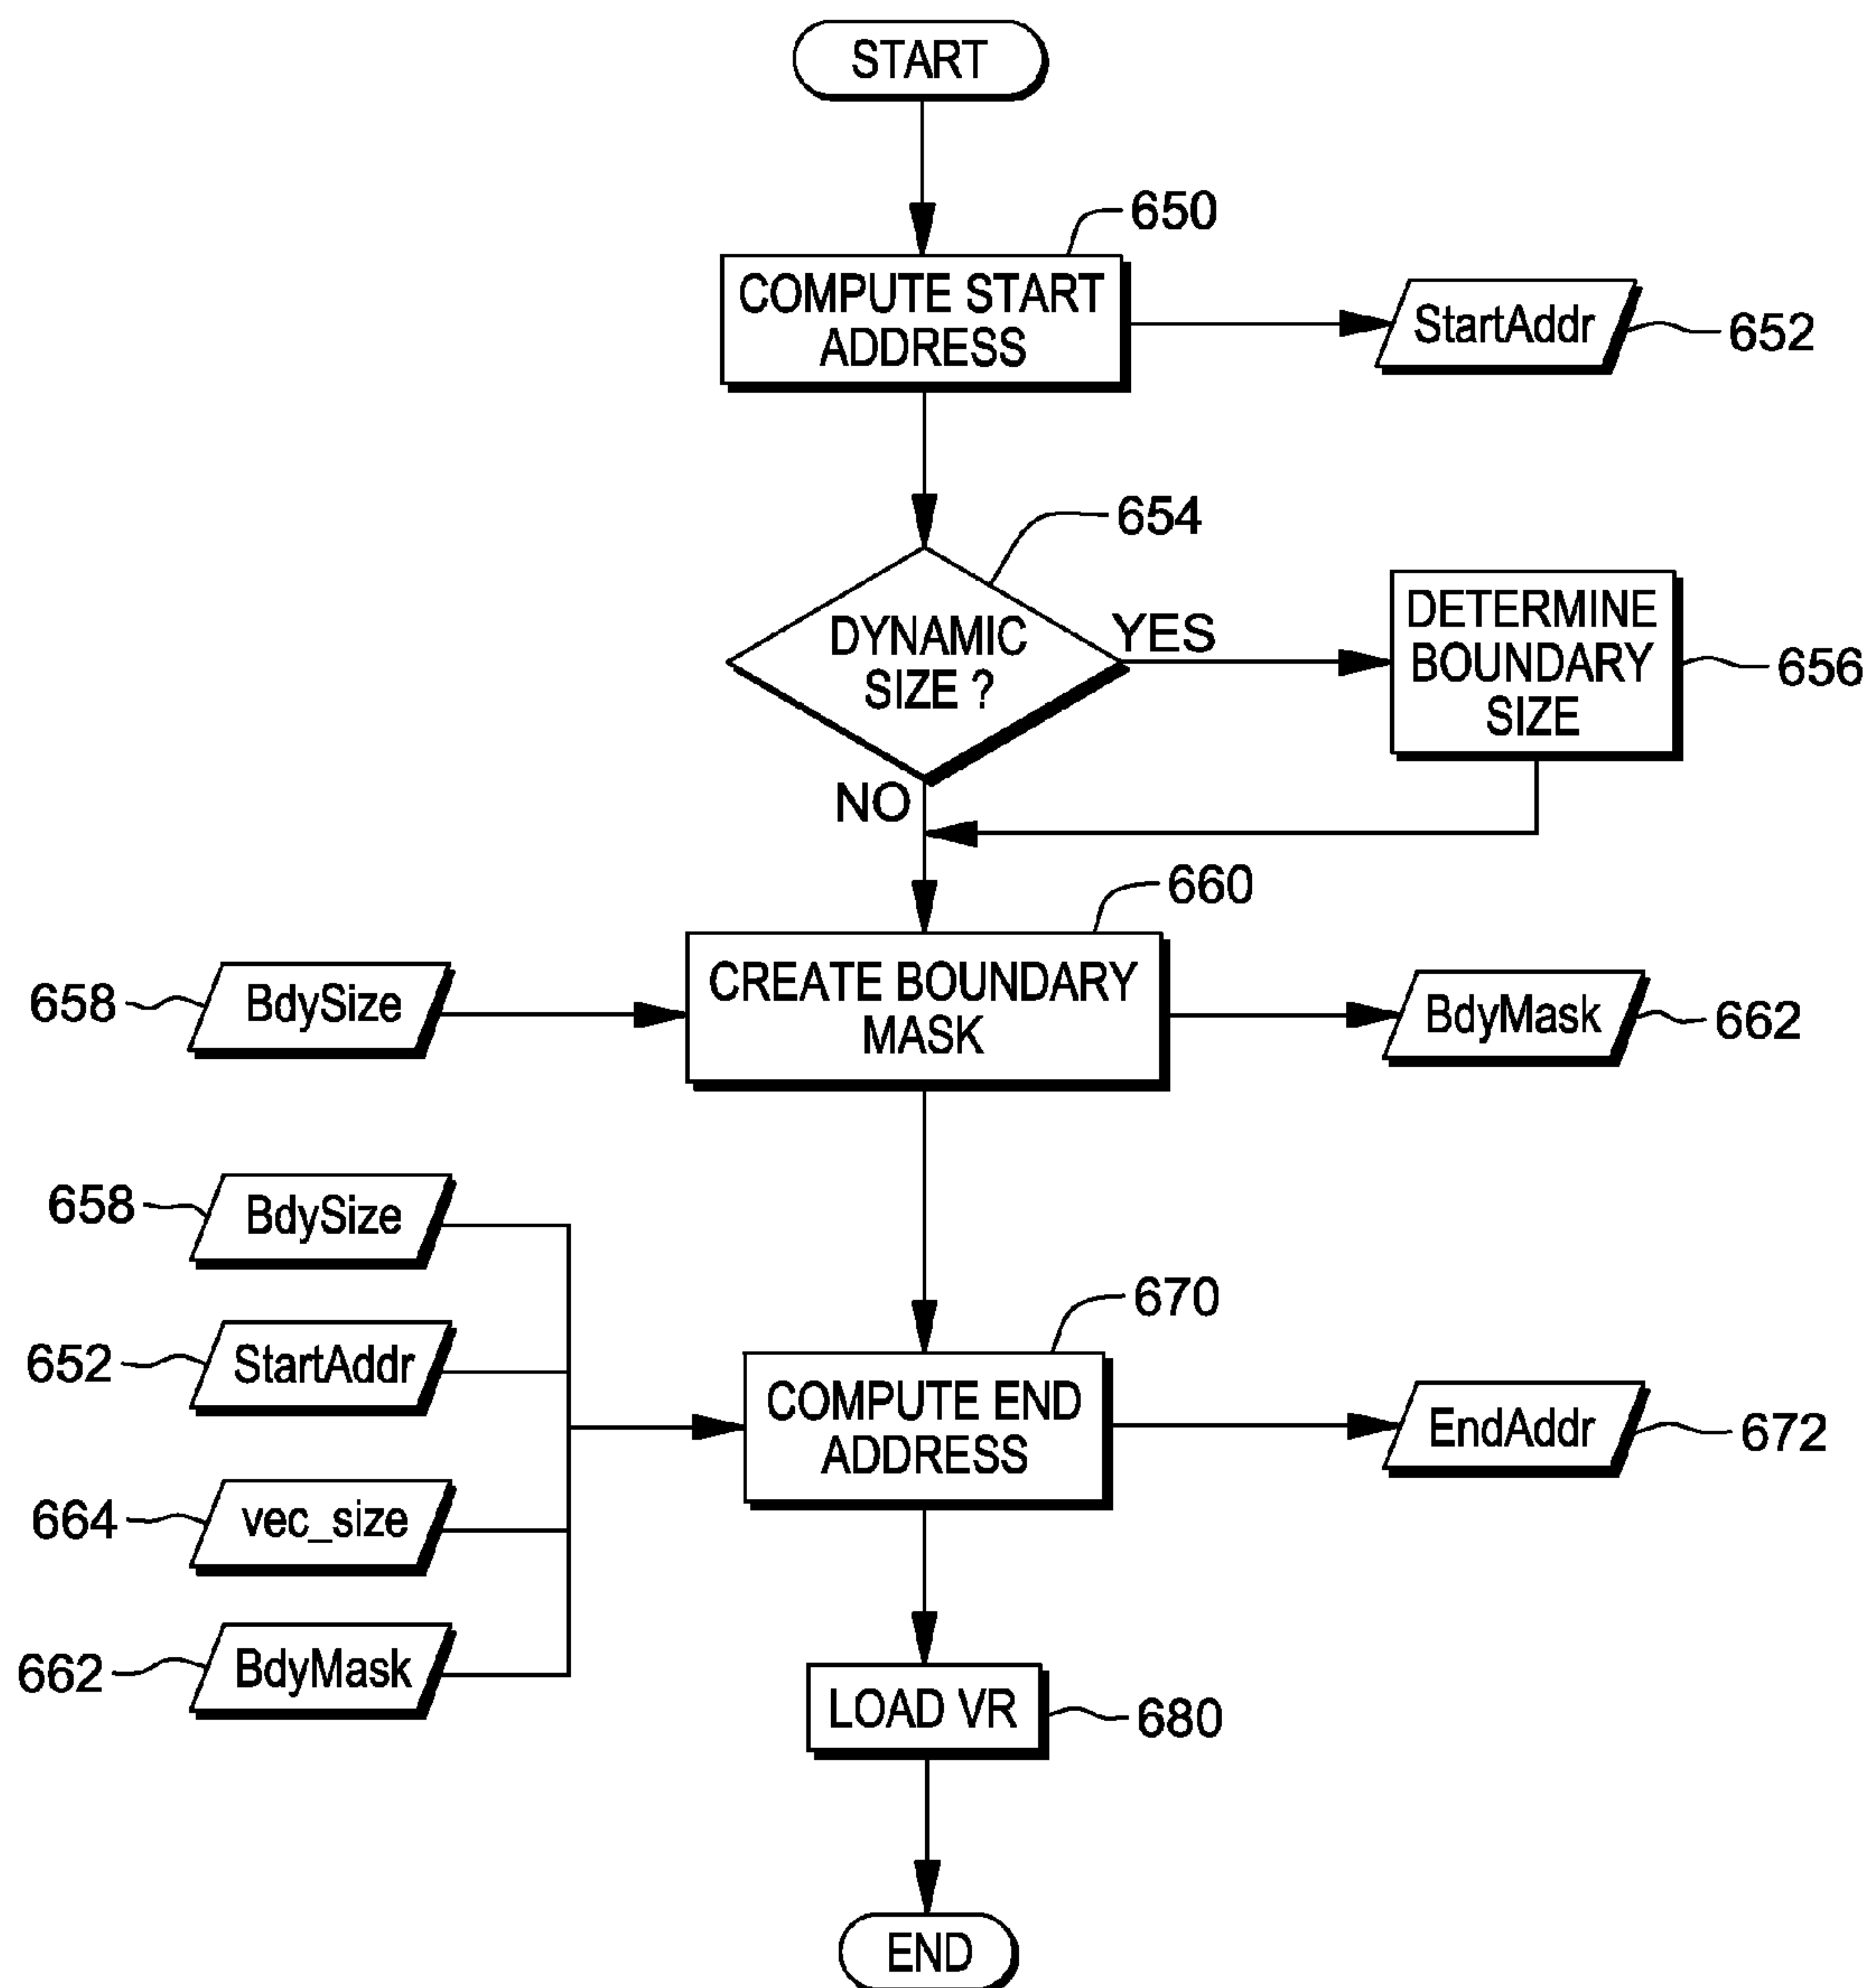 START
650
COMPUTE START
ADDRESS
StartAddr
652
654
DYNAMIC
SIZE ?
YES
DETERMINE
BOUNDARY
SIZE
656
NO
660
658
BdySize
CREATE BOUNDARY
MASK
BdyMask
662
658
BdySize
670
652
StartAddr
COMPUTE END
ADDRESS
EndAddr
672
664
vec_size
662
BdyMask
LOAD VR
680
END